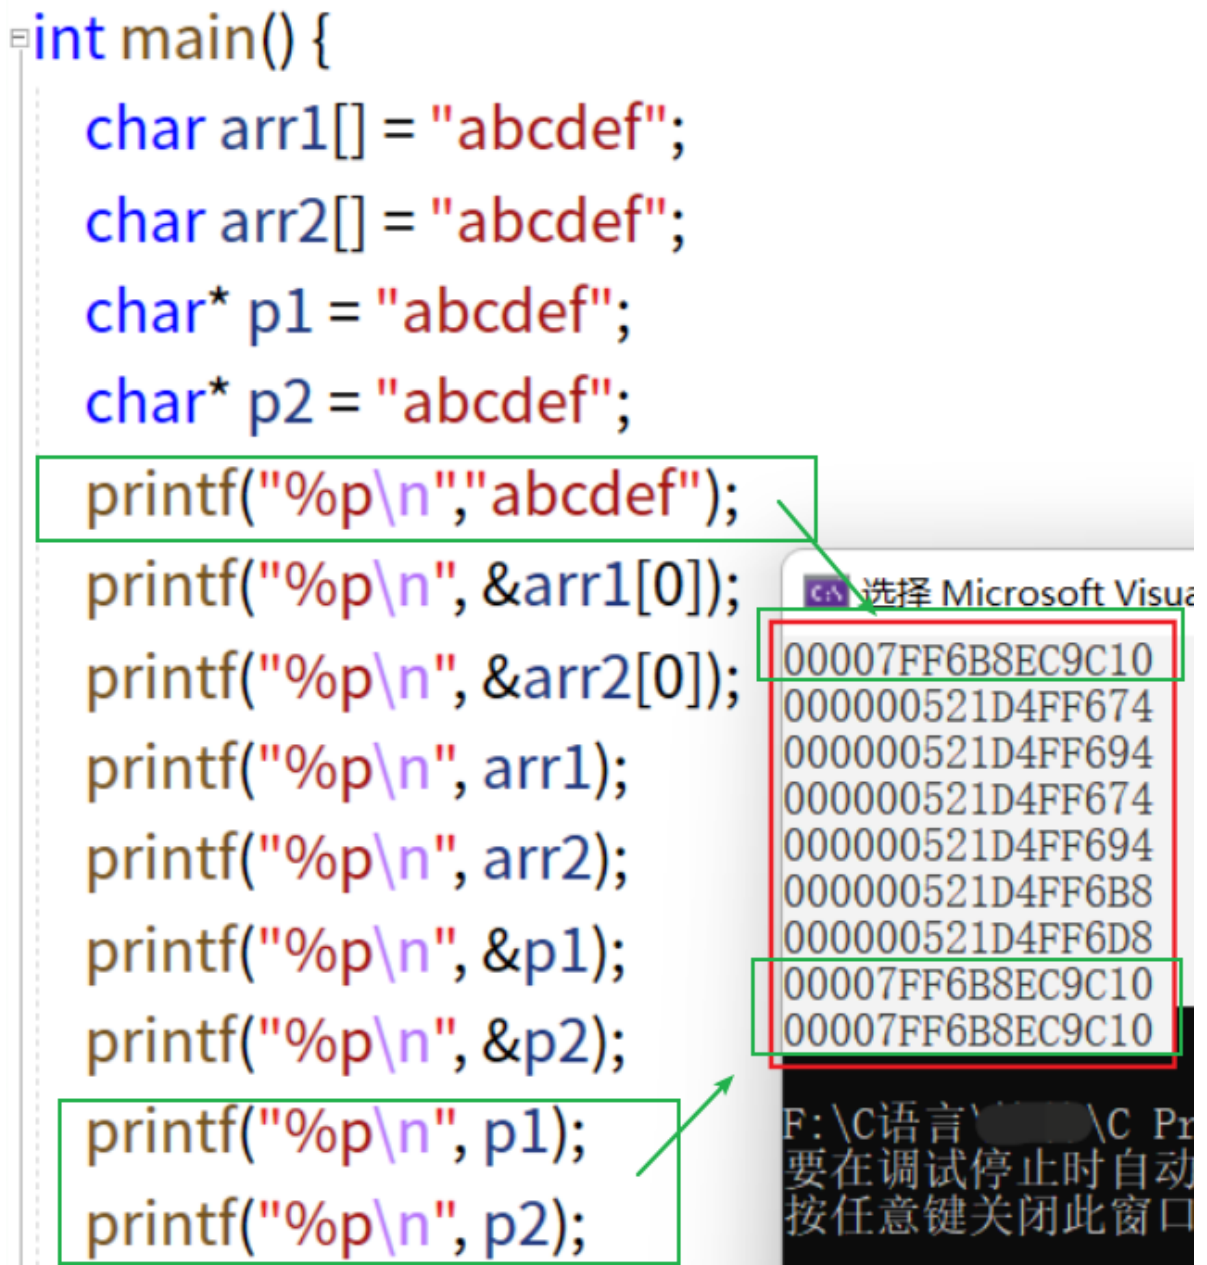 int main() {
char arr1[] = "abcdef";
char arr2[] = "abcdef";
char* p1 = "abcdef";
char* p2 = "abcdef";
printf("%p\n","abcdef");
printf("%p\n", &arr1[0]);
printf("%p\n", &arr2[0]);
printf("%p\n", arr1);
printf("%p\n", arr2);
printf("%p\n", &p1);
printf("%p\n", &p2);
printf("%p\n", p1);
printf("%p\n", p2);
选择 Microsoft Visua
00007FF6B8EC9C10
000000521D4FF674
000000521D4FF694
000000521D4FF674
000000521D4FF694
000000521D4FF6B8
000000521D4FF6D8
00007FF6B8EC9C10
00007FF6B8EC9C10
F:\C语言\ \C Pr
要在调试停止时自动
按任意键关闭此窗口